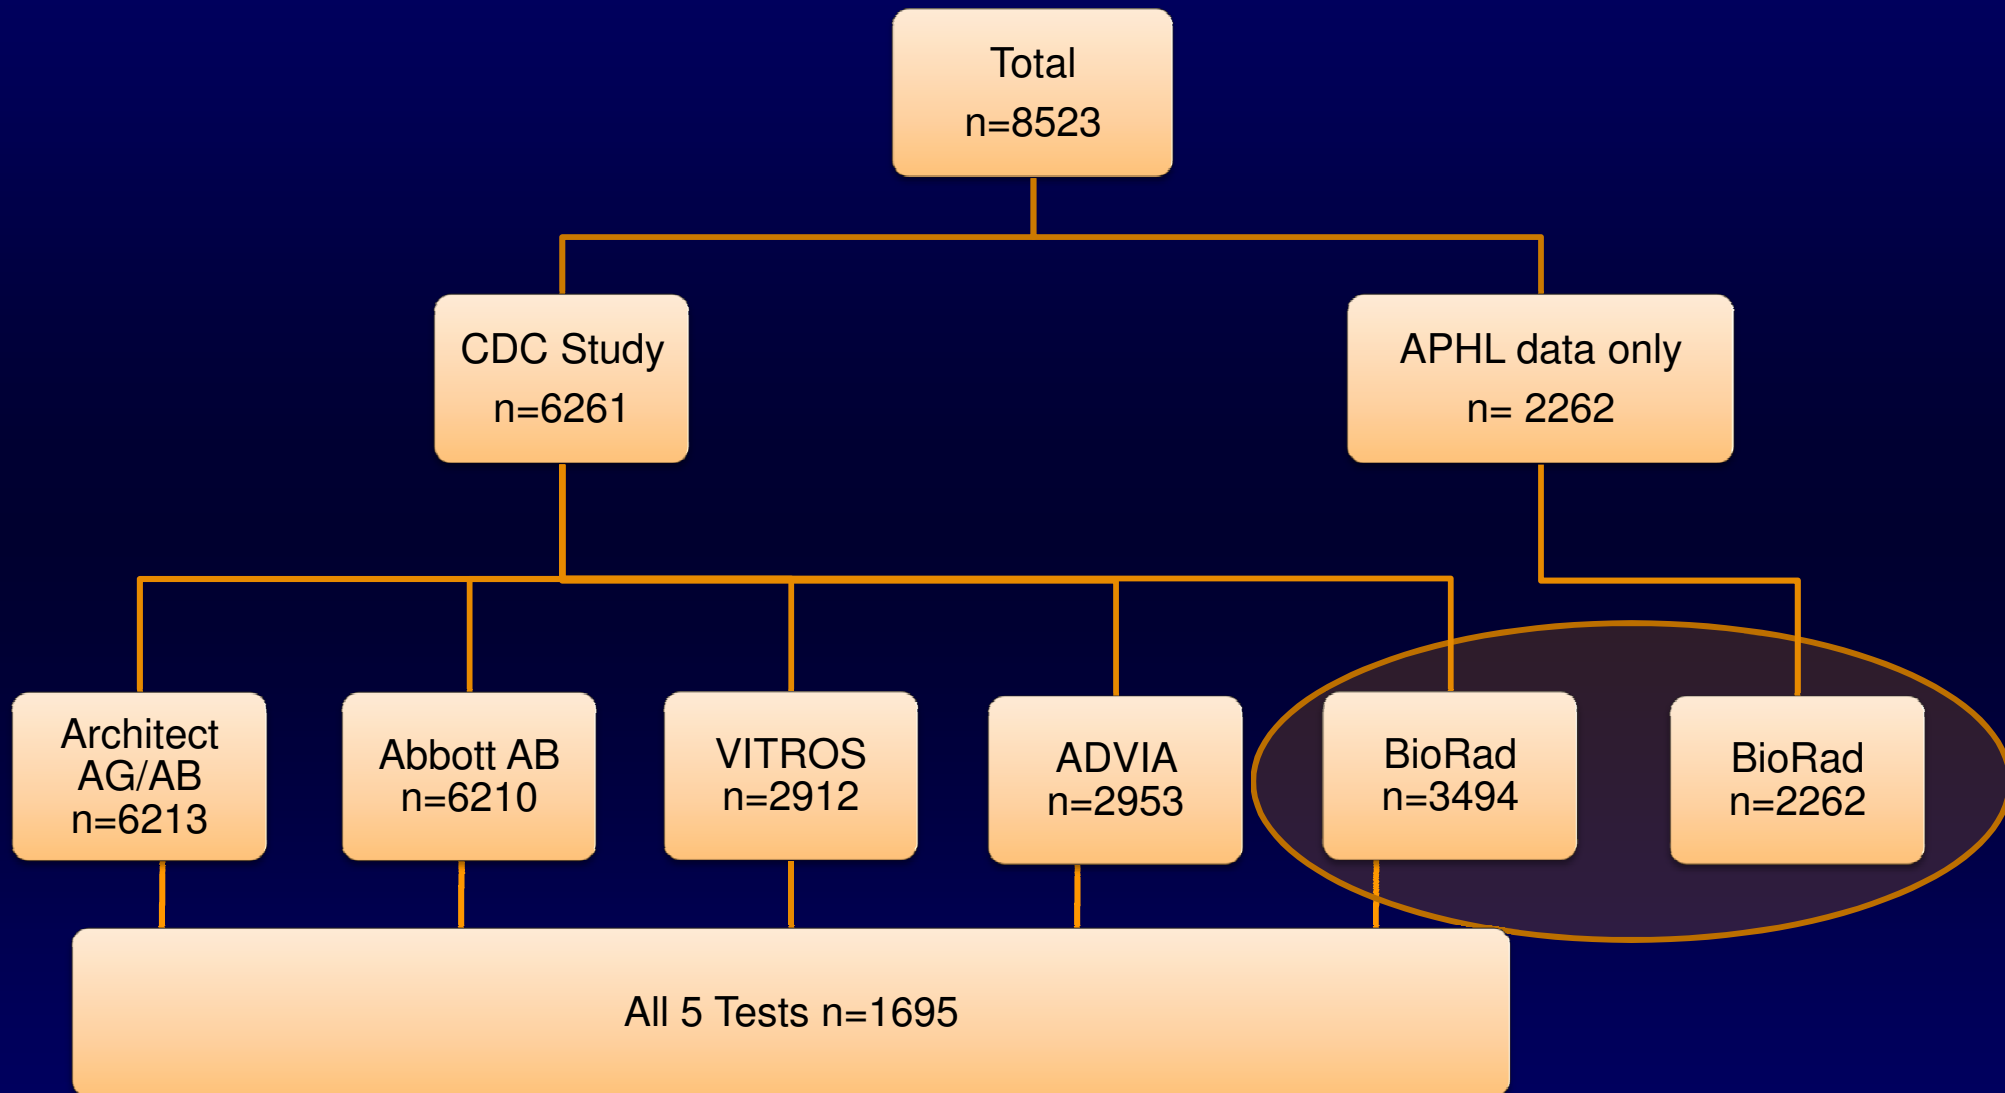 Total
n=8523
CDC Study
n=6261
APHL data only
n= 2262
Architect
AG/AB
n=6213
Abbott AB
n=6210
VITROS
n=2912
ADVIA
n=2953
BioRad
n=3494
BioRad
n=2262
All 5 Tests n=1695